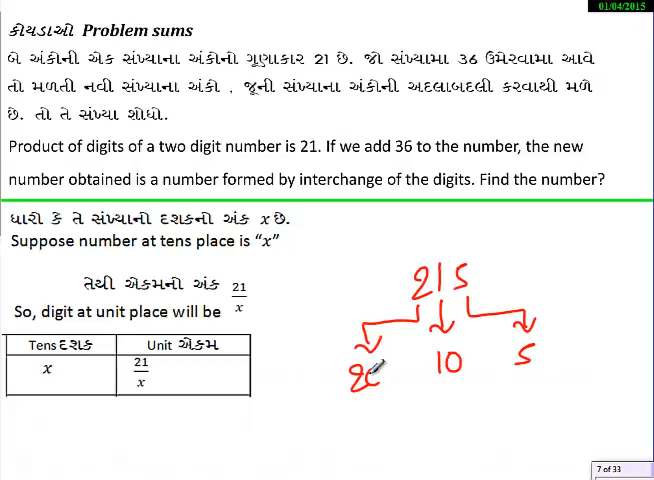 01/04/2015
કોયડાઓ Problem sums
બે અંકોની એક સંખ્યાના અંકોનો ગૂણાકાર 21 છે. જો સંખ્યામા 36 ઉમેરવામા આવે
તો મળતી નવી સંખ્યાના અંકો , જૂની સંખ્યાના અંકોની અદલાબદલી કરવાથી મળે
છે. તો તે સંખ્યા શોધો.
Product of digits of a two digit number is 21. If we add 36 to the number, the new
number obtained is a number formed by interchange of the digits. Find the number?
ધારો કે તે સંખ્યાનો દશકનો અંક x છે.
Suppose number at tens place is “x”
તેથી એકમનો અંક 21/x
So, digit at unit place will be
Tens દશક Unit એકમ
x 21/x
215
10 5
7 of 33